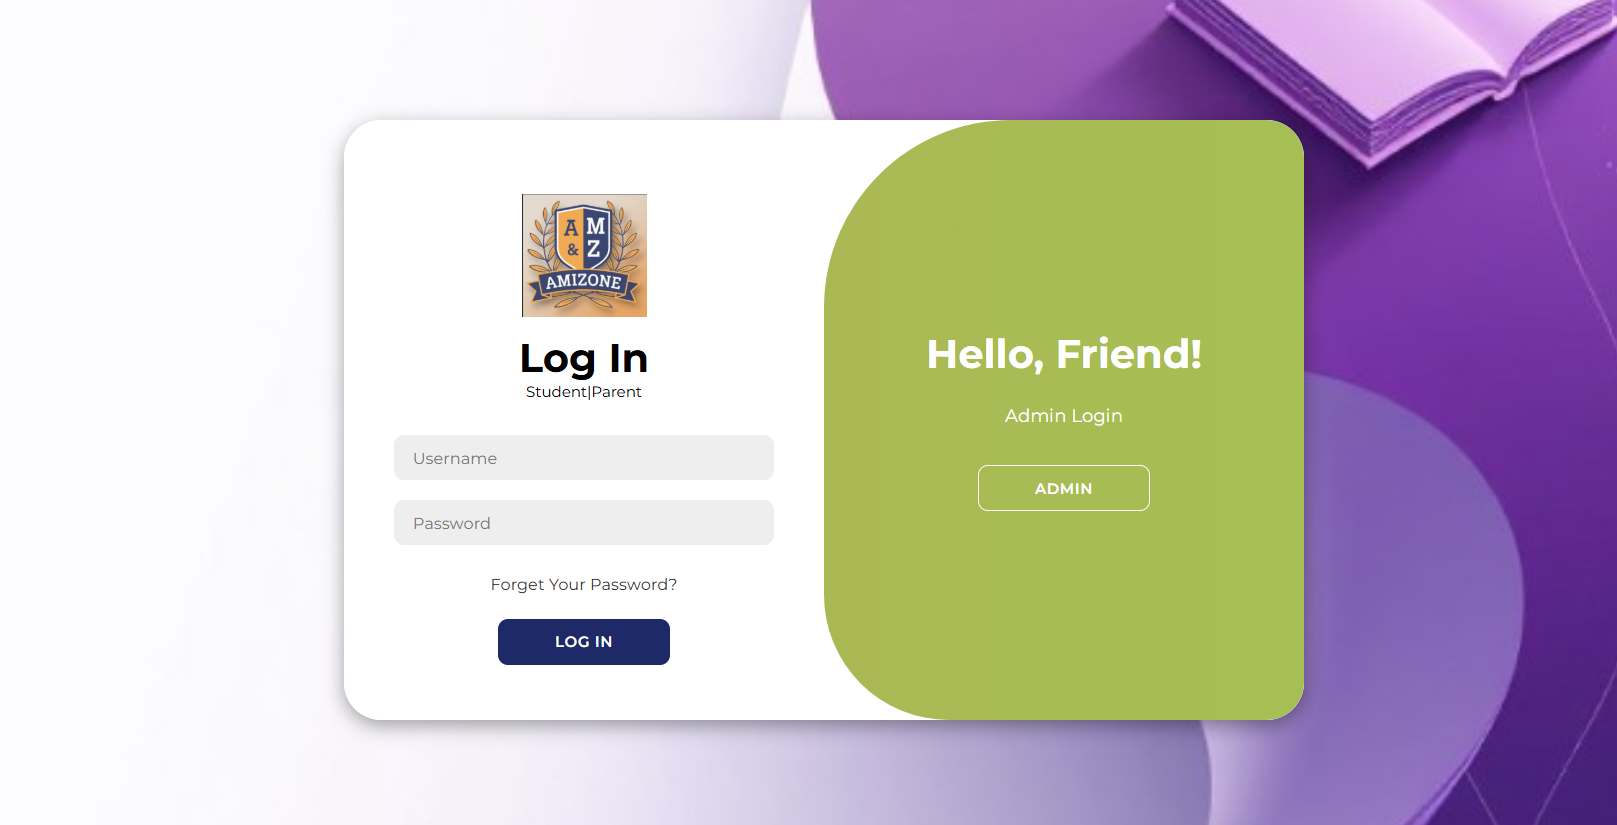 A M
& Z
AMIZONE
Log In
Student|Parent
Username
Password
Forget Your Password?
LOG IN
Hello, Friend!
Admin Login
ADMIN